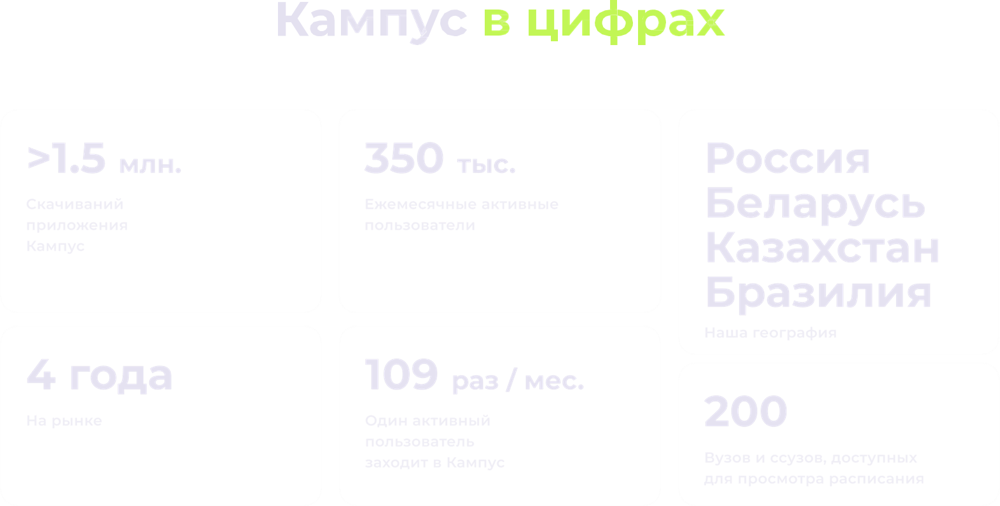 Кампус в цифрах
>1.5 млн.
Скачиваний
приложения
Кампус
350 тыс.
Ежемесячные активные
пользователи
Россия
Беларусь
Казахстан
Бразилия
Наша география
4 года
На рынке
109 раз / мес.
Один активный
пользователь
заходит в Кампус
200
Вузов и ссузов, доступных
для просмотра расписания